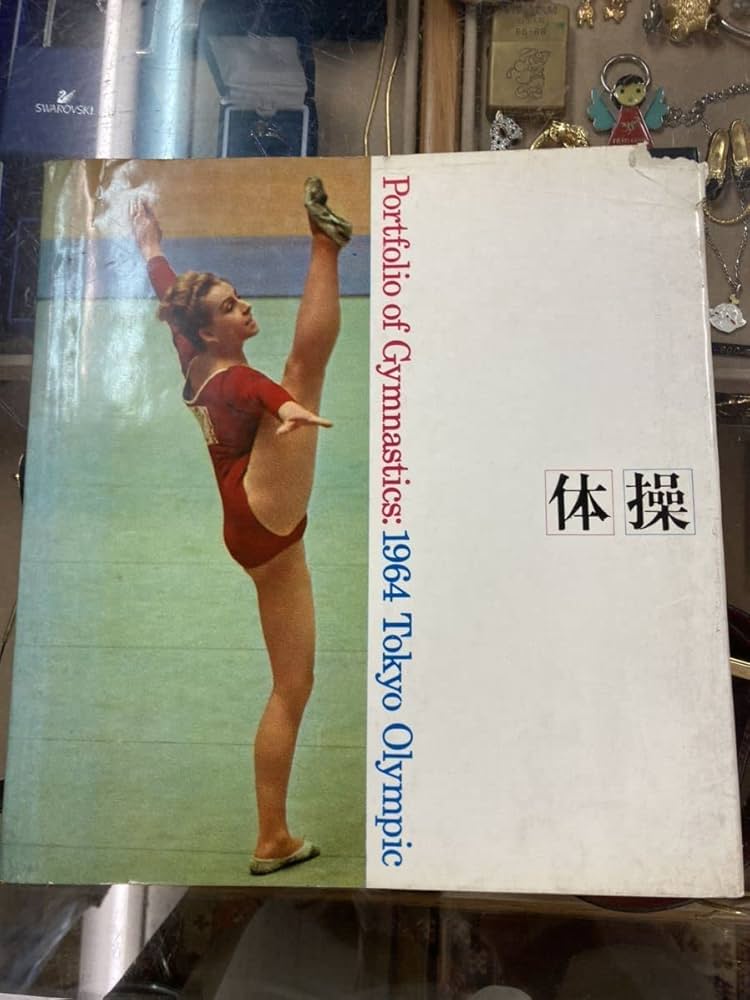 SWAROVSKI
Portfolio of Gymnastics: 1964 Tokyo Olympic
体操